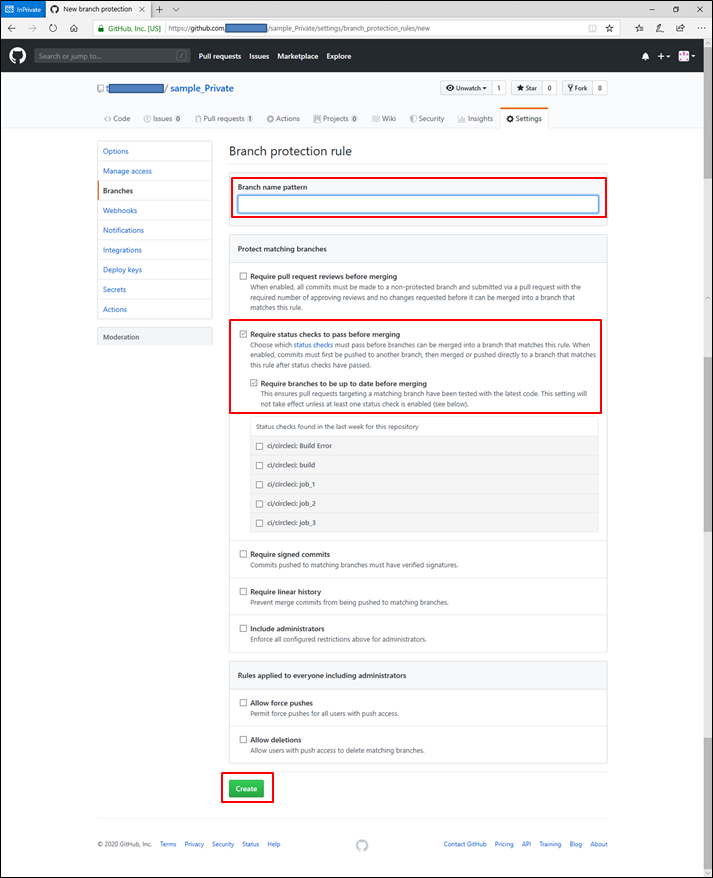 InPrivate
New branch protection
GitHub, Inc. [US]
https://github.com
/sample_Private/settings/branch_protection_rules/new
Search or jump to...
/
Pull requests
Issues
Marketplace
Explore
/ sample_Private
Unwatch
1
Star
0
Fork
0
Code
Issues 0
Pull requests 1
Actions
Projects 0
Wiki
Security
Insights
Settings
Options
Manage access
Branches
Webhooks
Notifications
Integrations
Deploy keys
Secrets
Actions
Moderation
Branch protection rule
Branch name pattern
Protect matching branches
Require pull request reviews before merging
When enabled, all commits must be made to a non-protected branch and submitted via a pull request with the
required number of approving reviews and no changes requested before it can be merged into a branch that
matches this rule.
Require status checks to pass before merging
Choose which status checks must pass before branches can be merged into a branch that matches this rule. When
enabled, commits must first be pushed to another branch, then merged or pushed directly to a branch that matches
this rule after status checks have passed.
Require branches to be up to date before merging
This ensures pull requests targeting a matching branch have been tested with the latest code. This setting will
not take effect unless at least one status check is enabled (see below).
Status checks found in the last week for this repository
ci/circleci: Build Error
ci/circleci: build
ci/circleci: job_1
ci/circleci: job_2
ci/circleci: job_3
Require signed commits
Commits pushed to matching branches must have verified signatures.
Require linear history
Prevent merge commits from being pushed to matching branches.
Include administrators
Enforce all configured restrictions above for administrators.
Rules applied to everyone including administrators
Allow force pushes
Permit force pushes for all users with push access.
Allow deletions
Allow users with push access to delete matching branches.
Create
© 2020 GitHub, Inc.
Terms
Privacy
Security
Status
Help
Contact GitHub
Pricing
API
Training
Blog
About